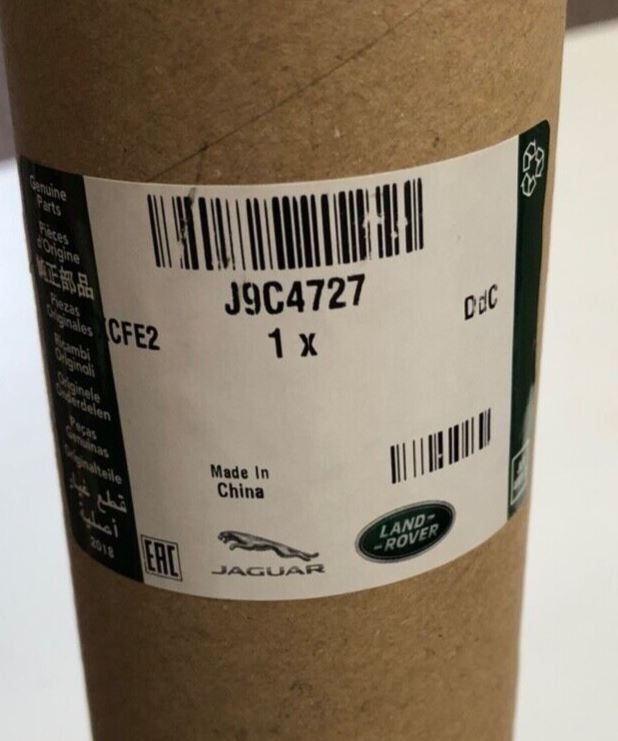 Genuine
Parts
Pièces
d'Origine
純正部品
Piezas
Originales
Ricambi
Originali
Originele
Onderdelen
Peças
Genuínas
Originalteile
قطع غيار
أصلية
2018
J9C4727
CFE2
1 x
DdC
Made In
China
EAC
JAGUAR
LAND-
-ROVER